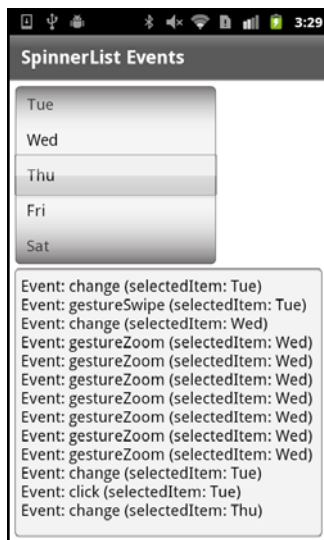 3:29
SpinnerList Events
Tue
Wed
Thu
Fri
Sat
Event: change (selectedItem: Tue)
Event: gestureSwipe (selectedItem: Tue)
Event: change (selectedItem: Wed)
Event: gestureZoom (selectedItem: Wed)
Event: gestureZoom (selectedItem: Wed)
Event: gestureZoom (selectedItem: Wed)
Event: gestureZoom (selectedItem: Wed)
Event: gestureZoom (selectedItem: Wed)
Event: gestureZoom (selectedItem: Wed)
Event: gestureZoom (selectedItem: Wed)
Event: change (selectedItem: Tue)
Event: click (selectedItem: Tue)
Event: change (selectedItem: Thu)